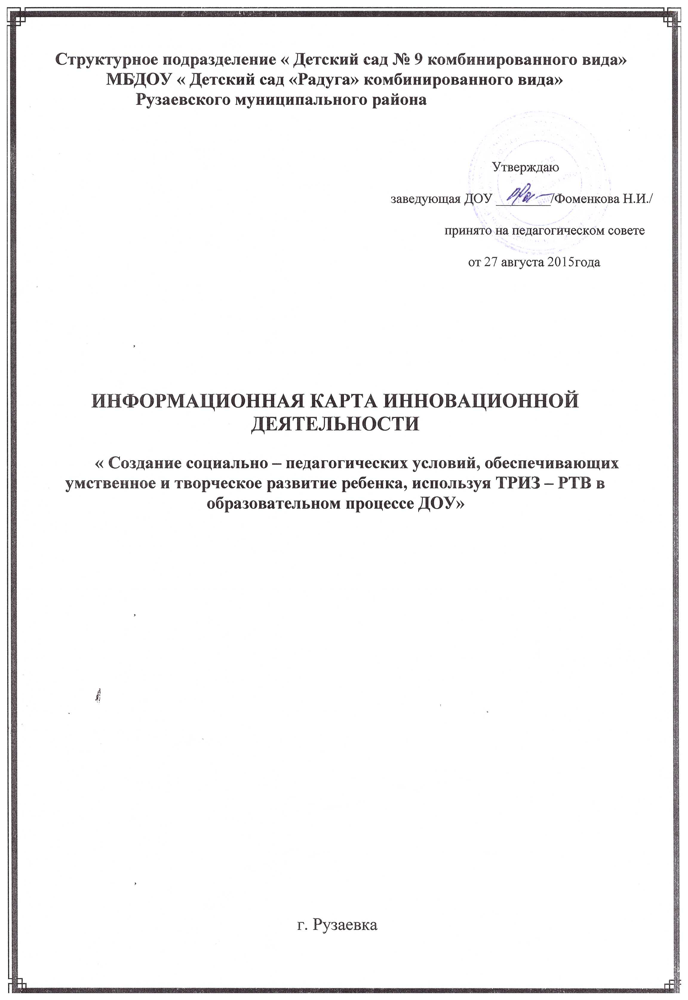 Структурное подразделение « Детский сад № 9 комбинированного вида»
МБДОУ « Детский сад «Радуга» комбинированного вида»
Рузаевского муниципального района
Утверждаю
заведующая ДОУ ________/Фоменкова Н.И./
принято на педагогическом совете
от 27 августа 2015года
ИНФОРМАЦИОННАЯ КАРТА ИННОВАЦИОННОЙ
ДЕЯТЕЛЬНОСТИ
« Создание социально – педагогических условий, обеспечивающих
умственное и творческое развитие ребенка, используя ТРИЗ – РТВ в
образовательном процессе ДОУ»
г. Рузаевка